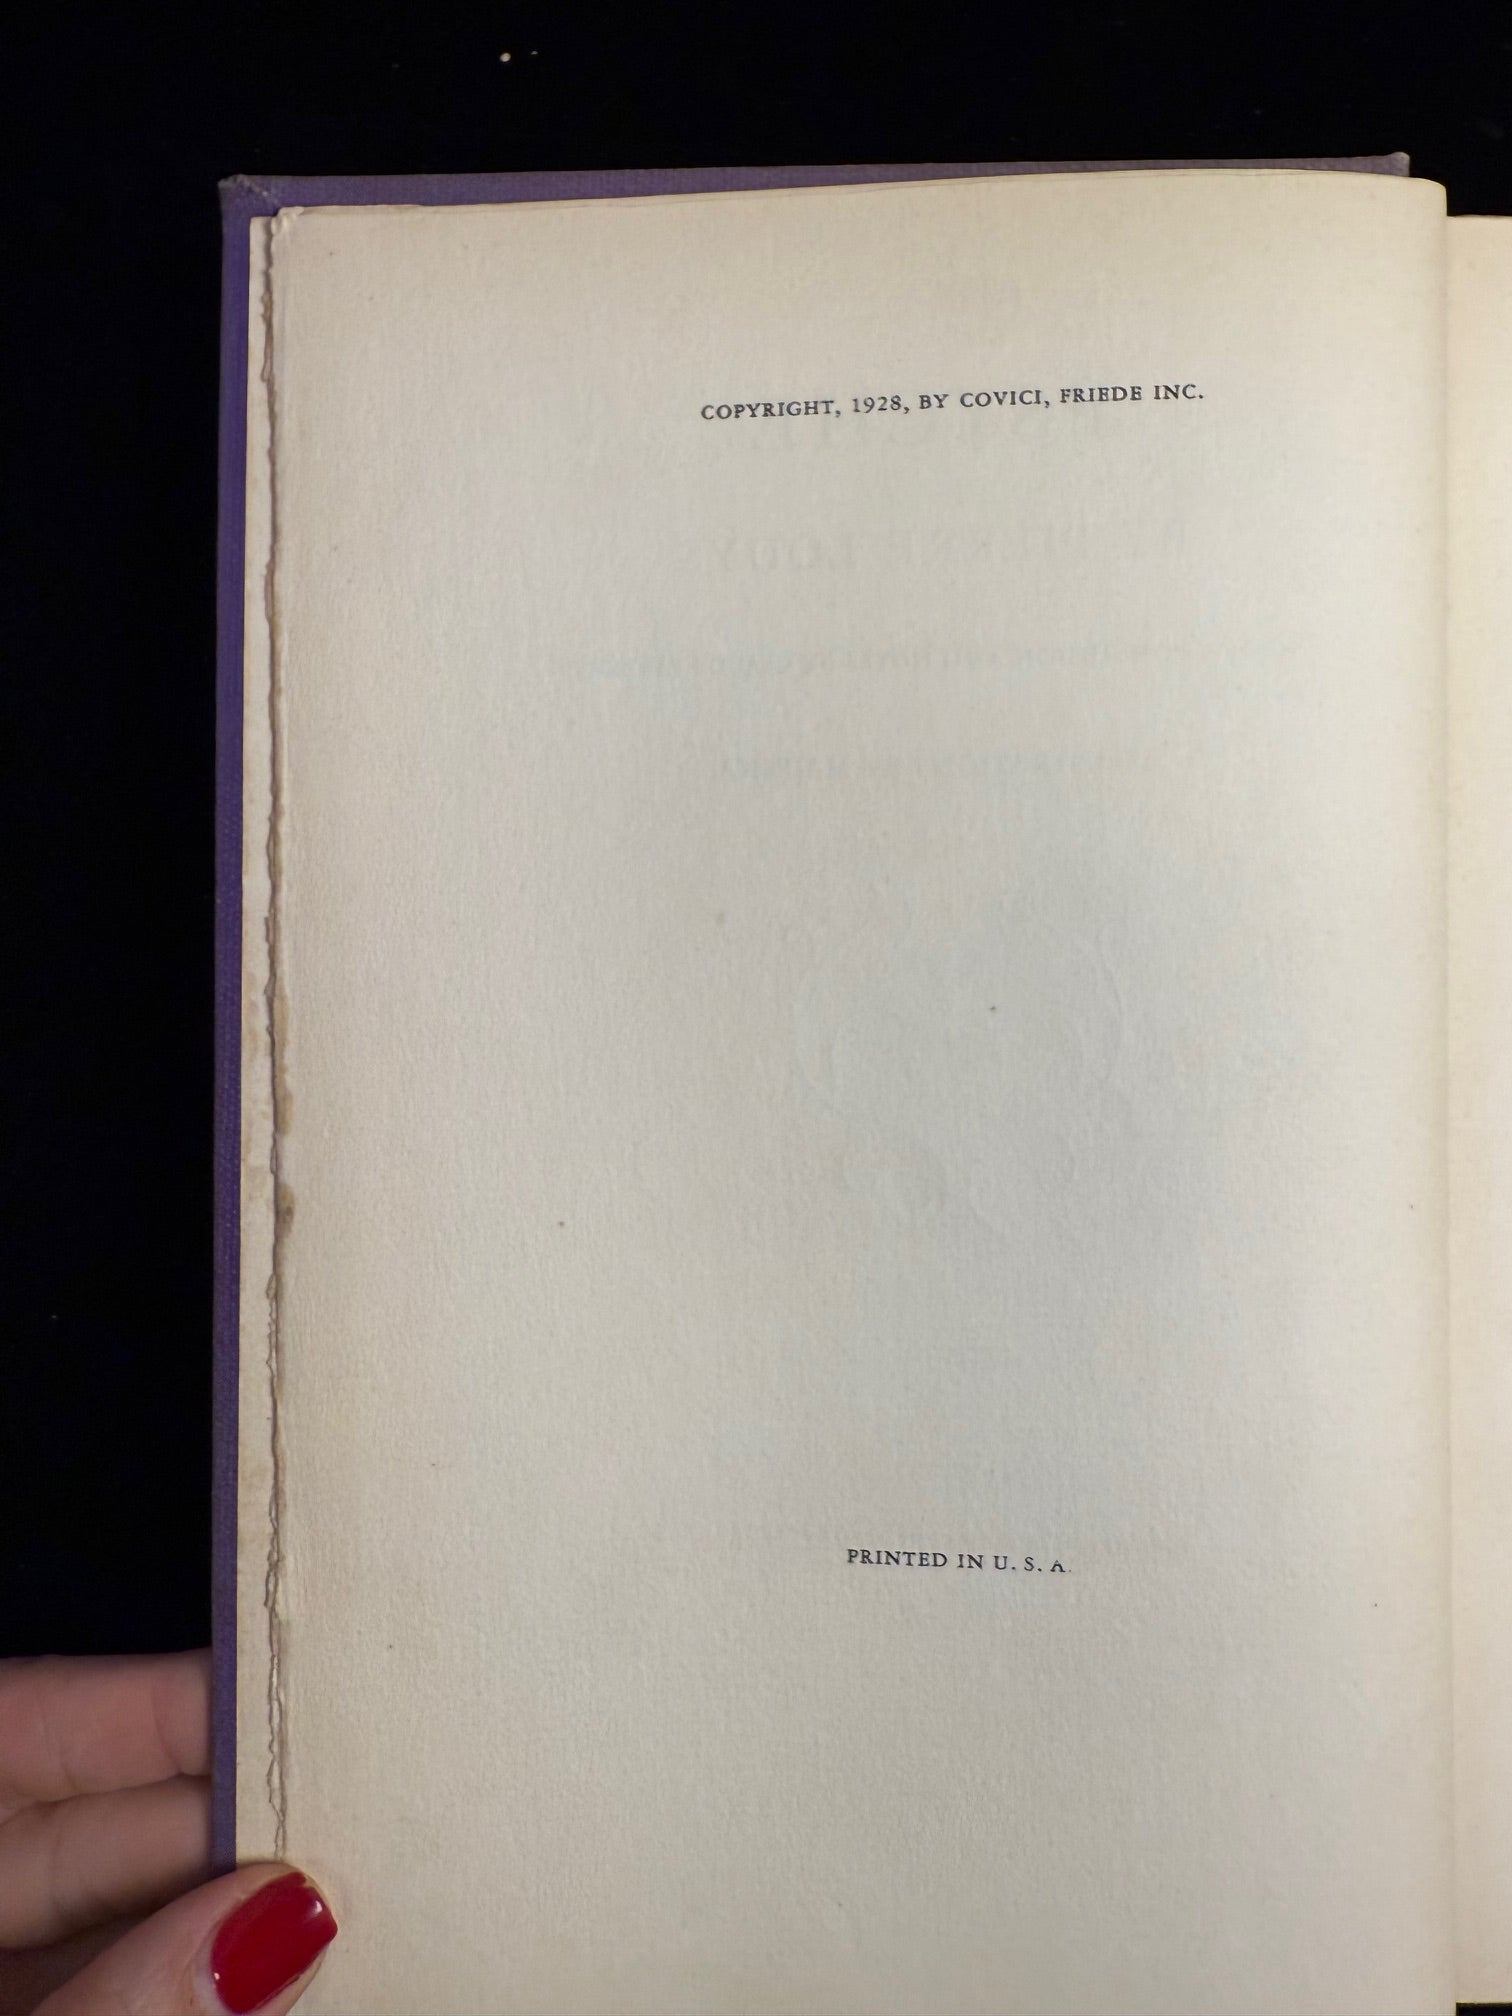 COPYRIGHT, 1928, BY COVICI, FRIEDE INC.
PRINTED IN U. S. A.